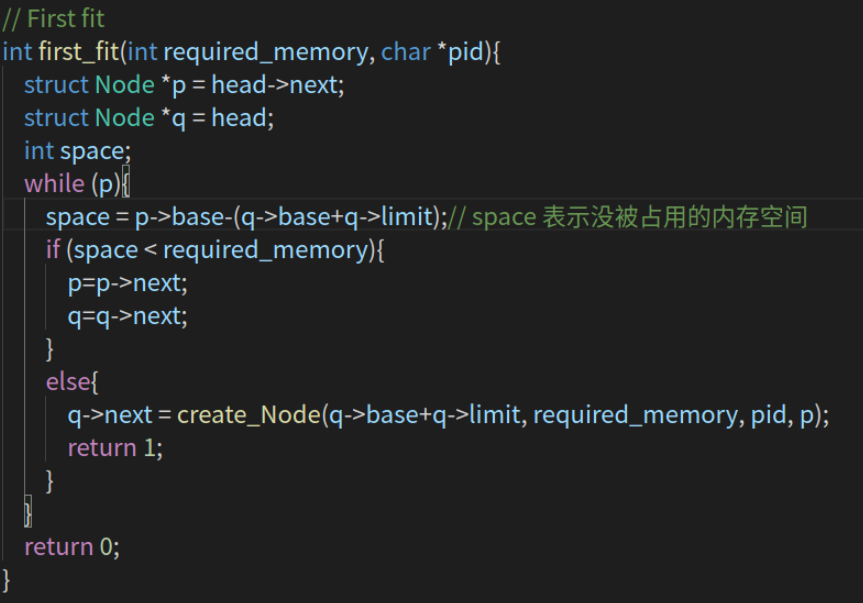 // First fit
int first_fit(int required_memory, char *pid){
struct Node *p = head->next;
struct Node *q = head;
int space;
while (p){
space = p->base-(q->base+q->limit);// space 表示没被占用的内存空间
if (space < required_memory){
p=p->next;
q=q->next;
}
else{
q->next = create_Node(q->base+q->limit, required_memory, pid, p);
return 1;
}
}
return 0;
}